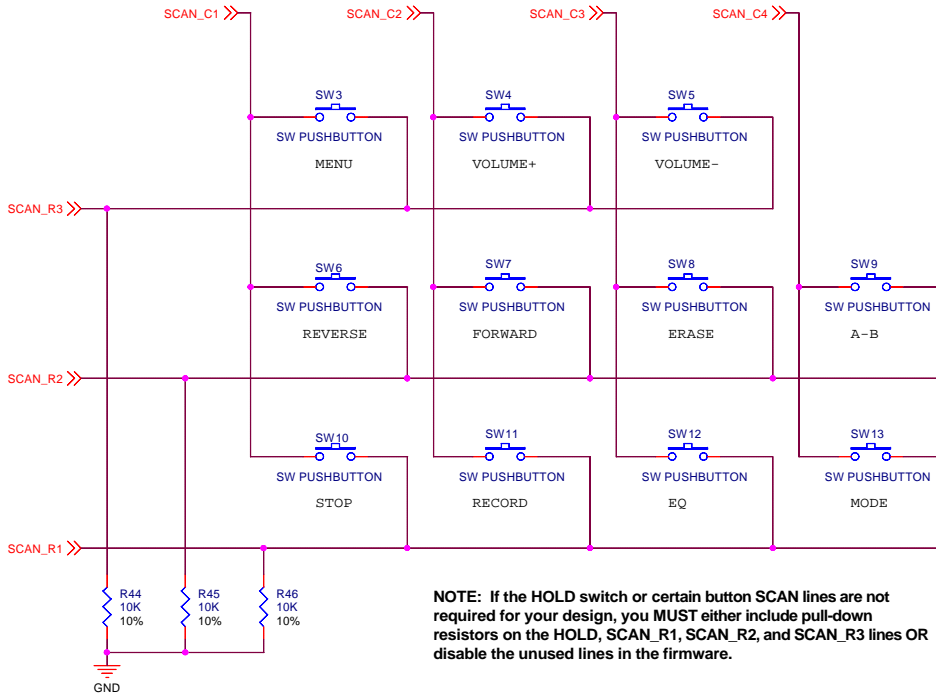 SCAN_C1 SCAN_C2 SCAN_C3 SCAN_C4
SW3 SW4 SW5
SW PUSHBUTTON SW PUSHBUTTON SW PUSHBUTTON
MENU VOLUME+ VOLUME-
SCAN_R3
SW6 SW7 SW8 SW9
SW PUSHBUTTON SW PUSHBUTTON SW PUSHBUTTON SW PUSHBUTTON
REVERSE FORWARD ERASE A-B
SCAN_R2
SW10 SW11 SW12 SW13
SW PUSHBUTTON SW PUSHBUTTON SW PUSHBUTTON SW PUSHBUTTON
STOP RECORD EQ MODE
SCAN_R1
R44 R45 R46
10K 10K 10K
10% 10% 10%
GND
NOTE: If the HOLD switch or certain button SCAN lines are not
required for your design, you MUST either include pull-down
resistors on the HOLD, SCAN_R1, SCAN_R2, and SCAN_R3 lines OR
disable the unused lines in the firmware.